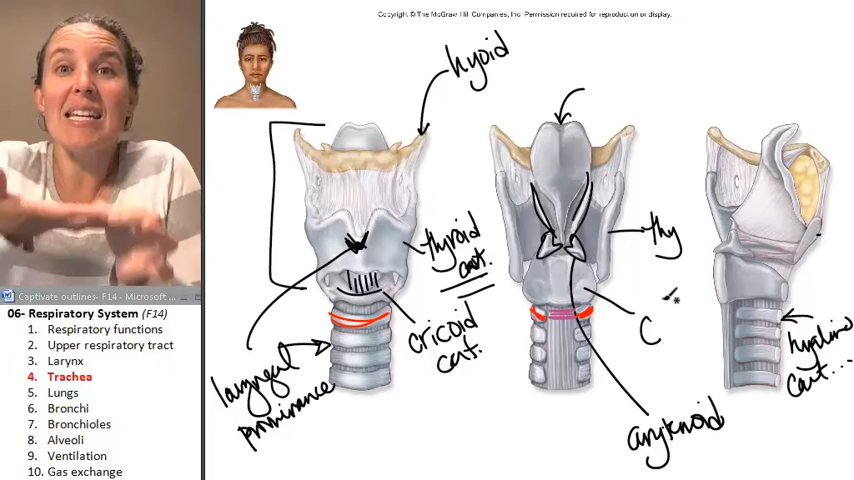 Copyright © The McGraw Hill Companies, Inc. Permission required for reproduction or display.
hyoid
thyroid
cart.
thy
cricoid
cart.
C
hyaline
cart...
laryngeal
prominance
arytenoid
Captivate outlines- F14 - Microsoft ...
06- Respiratory System (F14)
1. Respiratory functions
2. Upper respiratory tract
3. Larynx
4. Trachea
5. Lungs
6. Bronchi
7. Bronchioles
8. Alveoli
9. Ventilation
10. Gas exchange